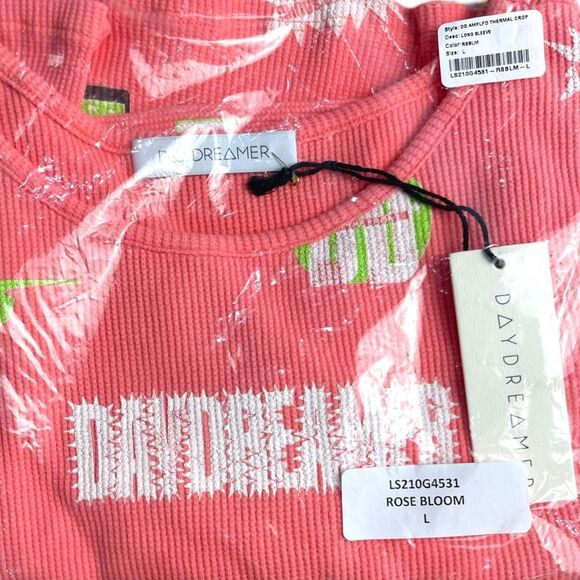 Style: DD AMPLFD THERMAL CROP
Desc: LONG SLEEVE
Color: RSBLM
Size: L
LS210G4531-RSBLM-L
DAYDREAMER
DAYDREAMER
DAYDREAMER
LS210G4531
ROSE BLOOM
L